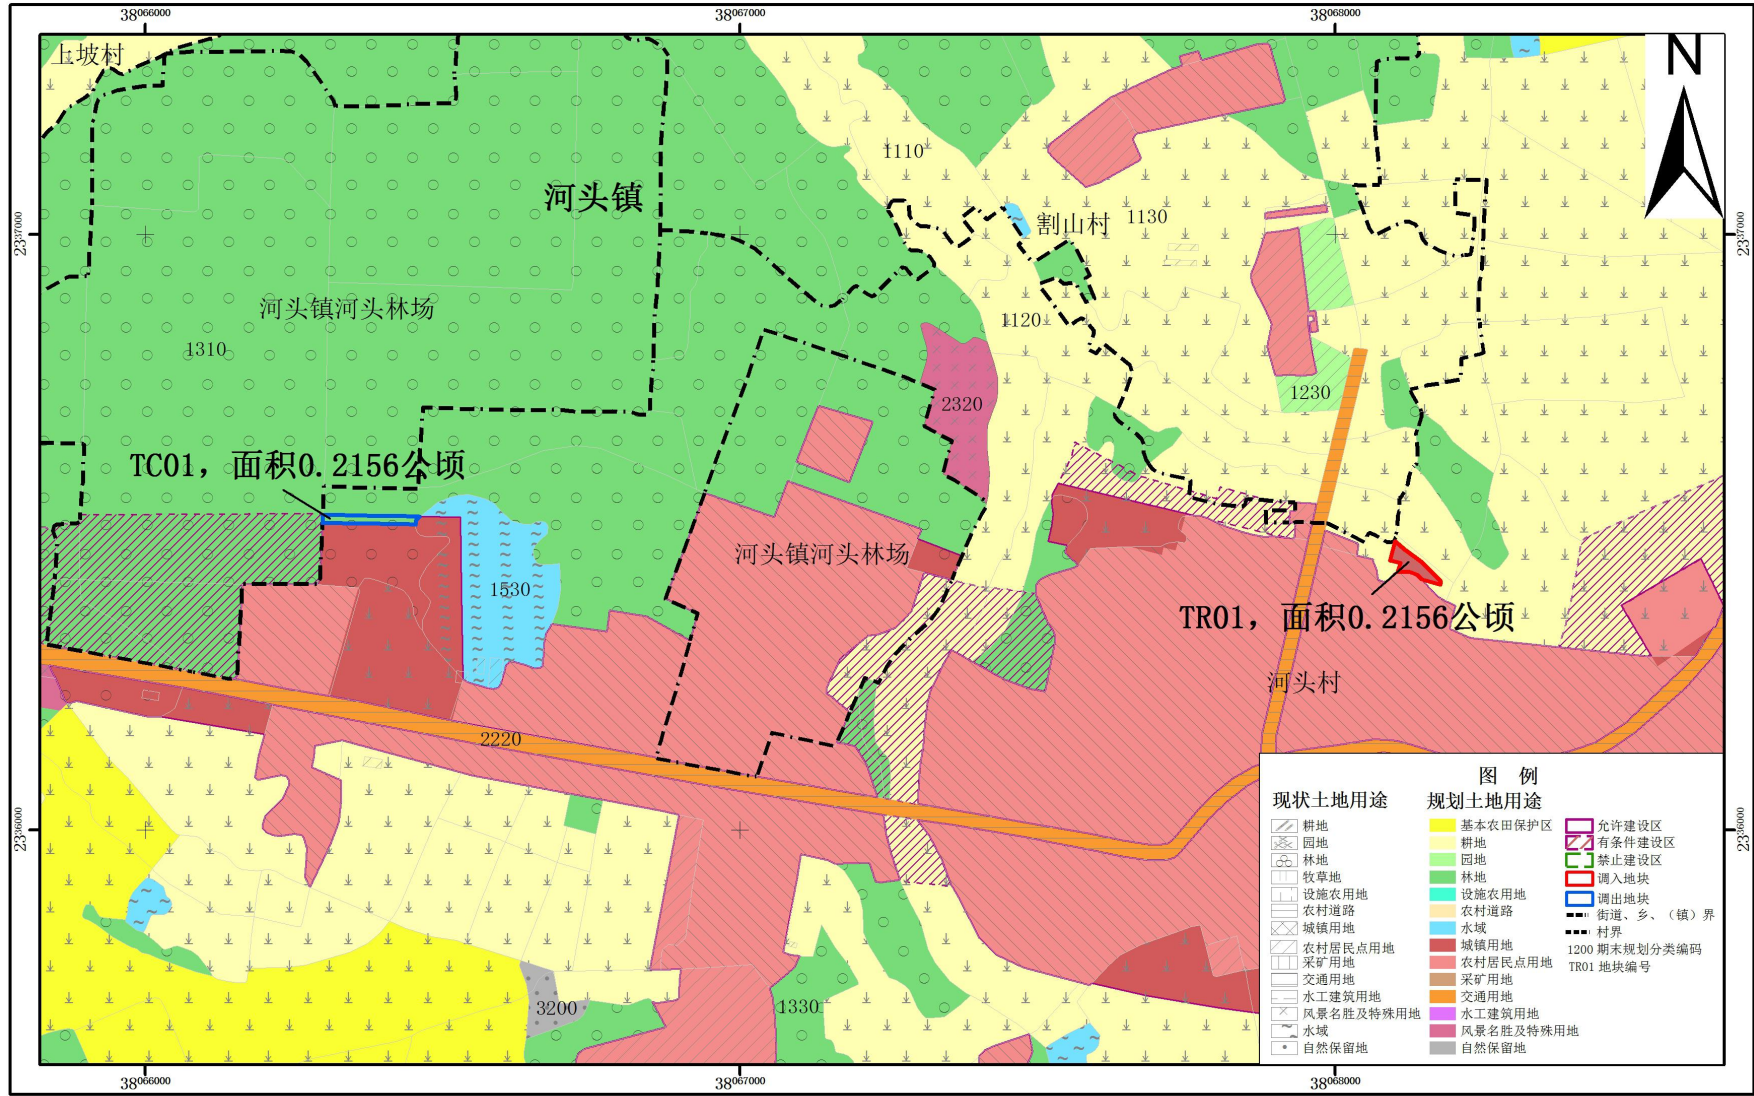 38066000
38067000
38068000
上坡村
N
1110
河头镇
割山村
1130
2337000
2337000
河头镇河头林场
1120
1310
1230
2320
TC01，面积0.2156公顷
河头镇河头林场
1530
TR01，面积0.2156公顷
河头村
2220
2336000
2336000
3200
1330
图 例
现状土地用途
耕地
园地
林地
牧草地
设施农用地
农村道路
城镇用地
农村居民点用地
采矿用地
交通用地
水工建筑用地
风景名胜及特殊用地
水域
自然保留地
规划土地用途
基本农田保护区
耕地
园地
林地
设施农用地
农村道路
水域
城镇用地
农村居民点用地
采矿用地
交通用地
水工建筑用地
风景名胜及特殊用地
自然保留地
允许建设区
有条件建设区
禁止建设区
调入地块
调出地块
街道、乡、（镇）界
村界
1200 期末规划分类编码
TR01 地块编号
38066000
38067000
38068000